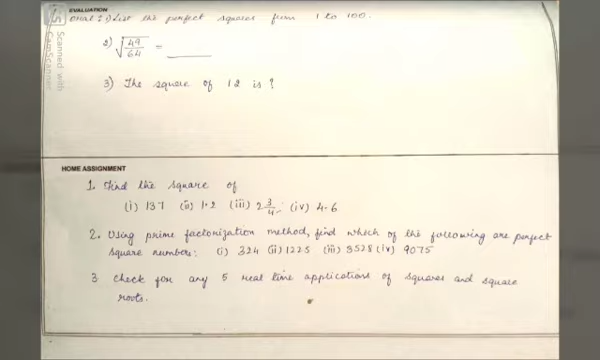 EVALUATION
Oral: 1) List the perfect squares from 1 to 100.
2) √49/64 = ______
3) The square of 12 is ?
Scanned with
CamScanner
HOME ASSIGNMENT
1. Find the square of
(i) 137 (ii) 1.2 (iii) 2 3/4 (iv) 4.6
2. Using prime factorization method, find which of the following are perfect
square numbers: (i) 324 (ii) 1225 (iii) 3528 (iv) 9075
3 Check for any 5 real time applications of squares and square
roots.